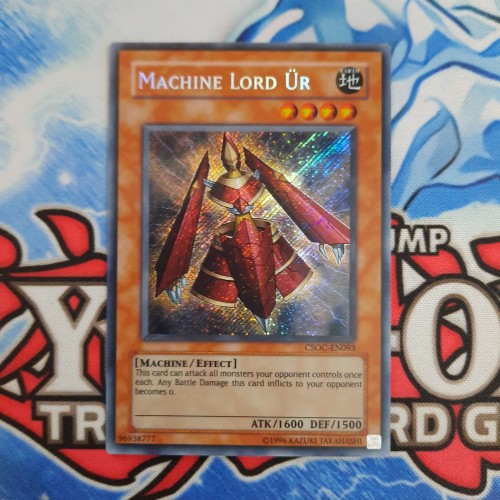 MACHINE LORD ÜR
EARTH
地
CSOC-EN093
[MACHINE/EFFECT]
This card can attack all monsters your opponent controls once
each. Any Battle Damage this card inflicts to your opponent
becomes 0.
ATK/1600 DEF/1500
96938777
©1996 KAZUKI TAKAHASHI
UMP
Y
O
TR
RD G